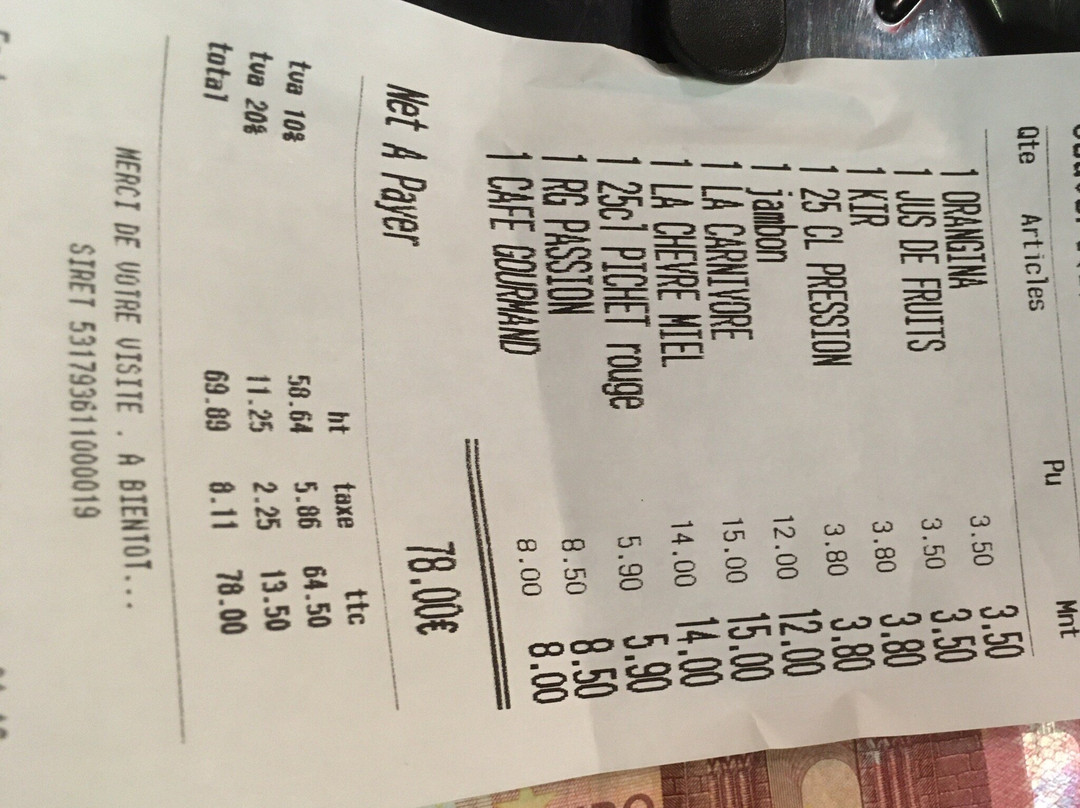 Qte Articles Pu Mnt
1 ORANGINA 3.50 3.50
1 JUS DE FRUITS 3.50 3.50
1 KIR 3.80 3.80
1 25 CL PRESSION 3.80 3.80
1 jambon 12.00 12.00
1 LA CARNIVORE 15.00 15.00
1 LA CHEVRE MIEL 14.00 14.00
1 25cl PICHET rouge 5.90 5.90
1 RG PASSION 8.50 8.50
1 CAFE GOURMAND 8.00 8.00
Net A Payer 78.00€
ht taxe ttc
tva 10% 58.64 5.86 64.50
tva 20% 11.25 2.25 13.50
total 69.89 8.11 78.00
MERCI DE VOTRE VISITE . A BIENTOT...
SIRET 53179361100019